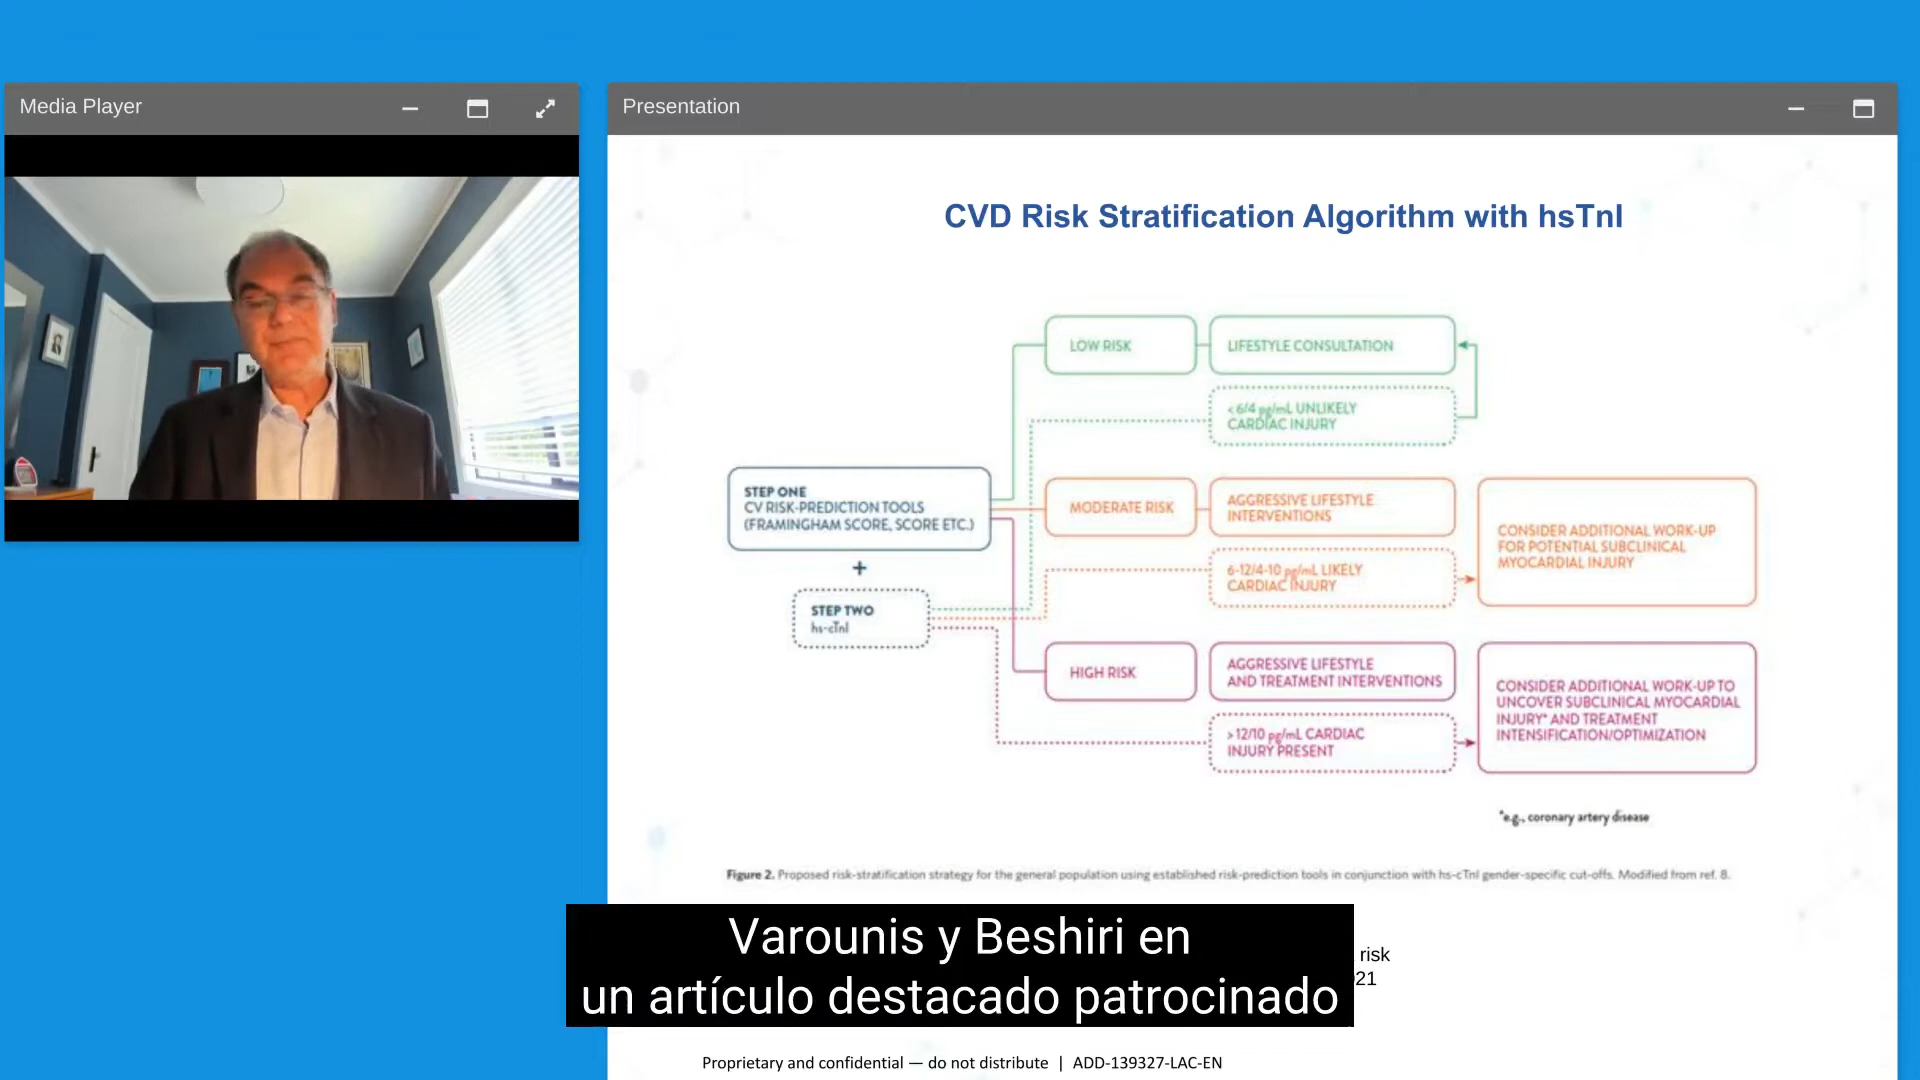 Media Player
Presentation
CVD Risk Stratification Algorithm with hsTnI
LOW RISK
LIFESTYLE CONSULTATION
< 6/4 pg/mL UNLIKELY
CARDIAC INJURY
STEP ONE
CV RISK-PREDICTION TOOLS
(FRAMINGHAM SCORE, SCORE ETC.)
+
STEP TWO
hs-cTnI
MODERATE RISK
AGGRESSIVE LIFESTYLE
INTERVENTIONS
6-12/4-10 pg/mL LIKELY
CARDIAC INJURY
CONSIDER ADDITIONAL WORK-UP
FOR POTENTIAL SUBCLINICAL
MYOCARDIAL INJURY
HIGH RISK
AGGRESSIVE LIFESTYLE
AND TREATMENT INTERVENTIONS
> 12/10 pg/mL CARDIAC
INJURY PRESENT
CONSIDER ADDITIONAL WORK-UP TO
UNCOVER SUBCLINICAL MYOCARDIAL
INJURY* AND TREATMENT
INTENSIFICATION/OPTIMIZATION
*e.g., coronary artery disease
Figure 2. Proposed risk-stratification strategy for the general population using established risk-prediction tools in conjunction with hs-cTnI gender-specific cut-offs. Modified from ref. 8.
risk
21
Varounis y Beshiri en
un artículo destacado patrocinado
Proprietary and confidential — do not distribute | ADD-139327-LAC-EN